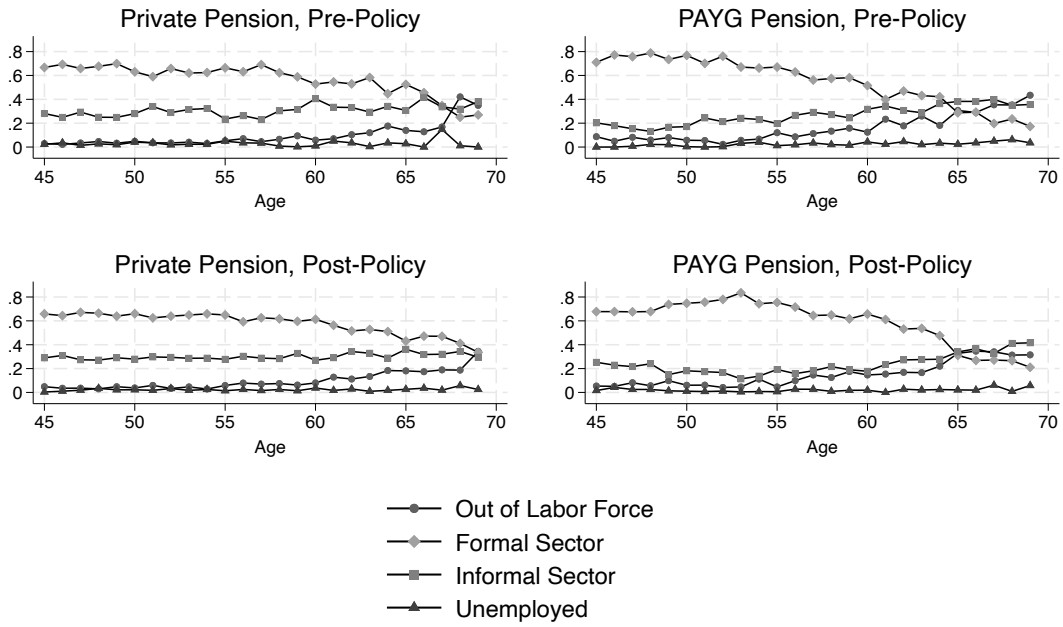 Private Pension, Pre-Policy
.8
.6
.4
.2
0
45 50 55 60 65 70
Age
PAYG Pension, Pre-Policy
.8
.6
.4
.2
0
45 50 55 60 65 70
Age
Private Pension, Post-Policy
.8
.6
.4
.2
0
45 50 55 60 65 70
Age
PAYG Pension, Post-Policy
.8
.6
.4
.2
0
45 50 55 60 65 70
Age
Out of Labor Force
Formal Sector
Informal Sector
Unemployed